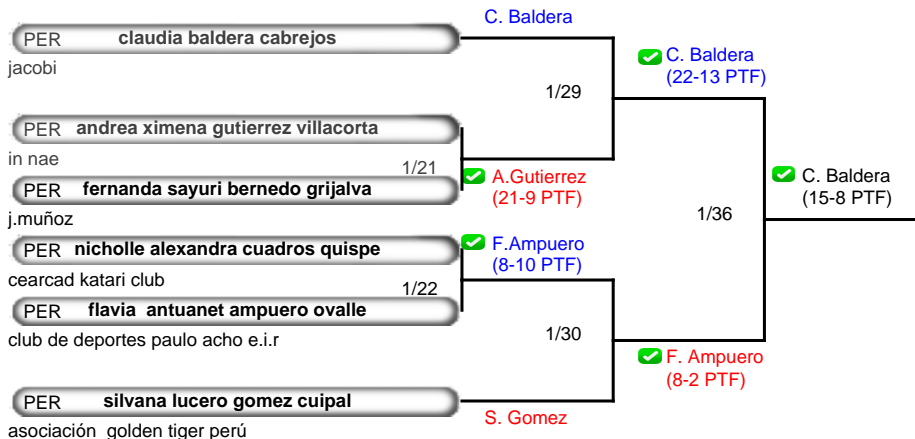 C. Baldera
PER claudia baldera cabrejos
jacobi
C. Baldera
(22-13 PTF)
1/29
PER andrea ximena gutierrez villacorta
in nae
1/21
A.Gutierrez
(21-9 PTF)
C. Baldera
(15-8 PTF)
PER fernanda sayuri bernedo grijalva
j.muñoz
1/36
PER nicholle alexandra cuadros quispe
cearcad katari club
F.Ampuero
(8-10 PTF)
1/22
PER flavia antuanet ampuero ovalle
club de deportes paulo acho e.i.r
1/30
F. Ampuero
(8-2 PTF)
PER silvana lucero gomez cuipal
S. Gomez
asociación golden tiger perú